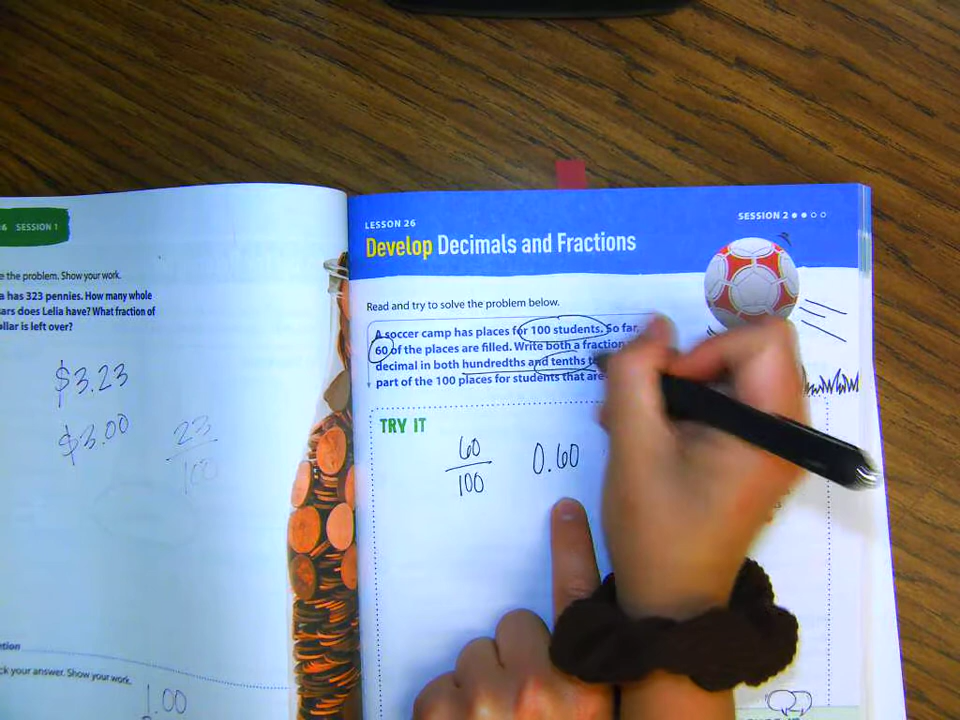 6 SESSION 1
e the problem. Show your work.
a has 323 pennies. How many whole
ars does Lelia have? What fraction of
ollar is left over?
$3.23
$3.00
23
100
ck your answer. Show your work.
1.00
LESSON 26
SESSION 2
Develop Decimals and Fractions
Read and try to solve the problem below.
A soccer camp has places for 100 students. So far,
60 of the places are filled. Write both a fraction
decimal in both hundredths and tenths
part of the 100 places for students that are
TRY IT
60
100
0.60